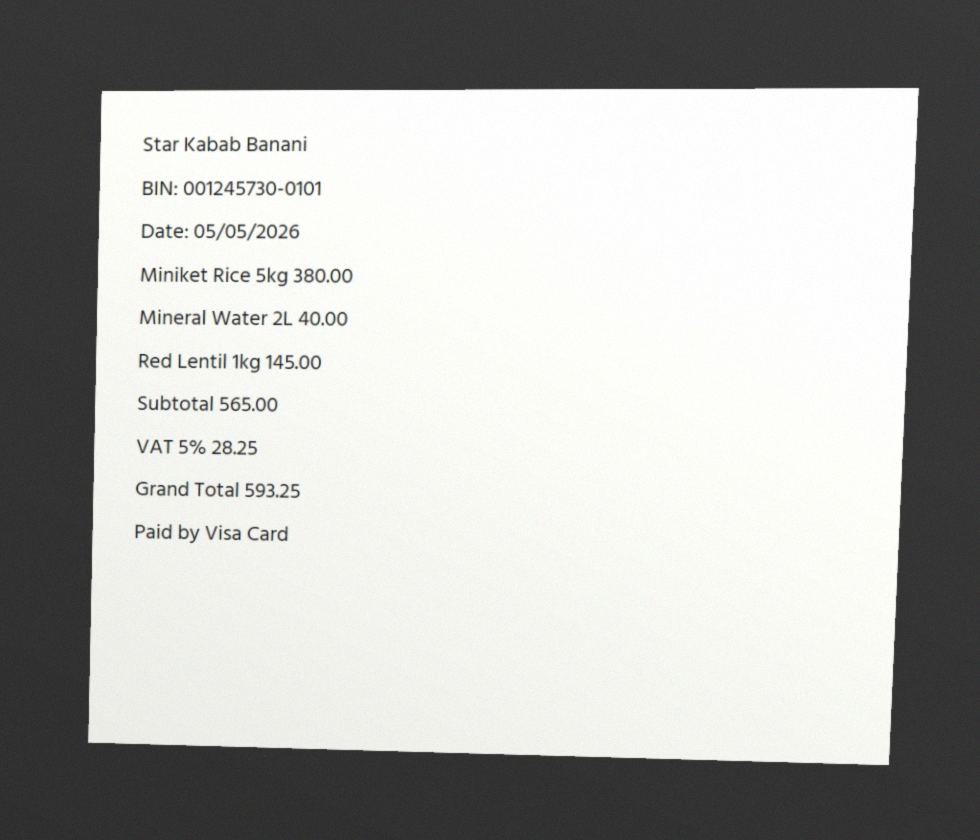 Star Kabab Banani
BIN: 001245730-0101
Date: 05/05/2026
Miniket Rice 5kg 380.00
Mineral Water 2L 40.00
Red Lentil 1kg 145.00
Subtotal 565.00
VAT 5% 28.25
Grand Total 593.25
Paid by Visa Card